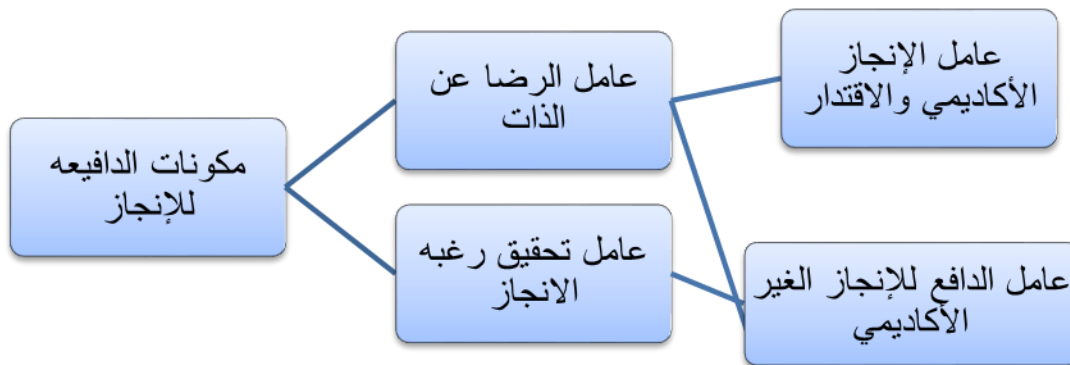 مكونات الدافيعه
للإنجاز
عامل الرضا عن
الذات
عامل تحقيق رغبه
الانجاز
عامل الإنجاز
الأكاديمي والاقتدار
عامل الدافع للإنجاز الغير
الأكاديمي